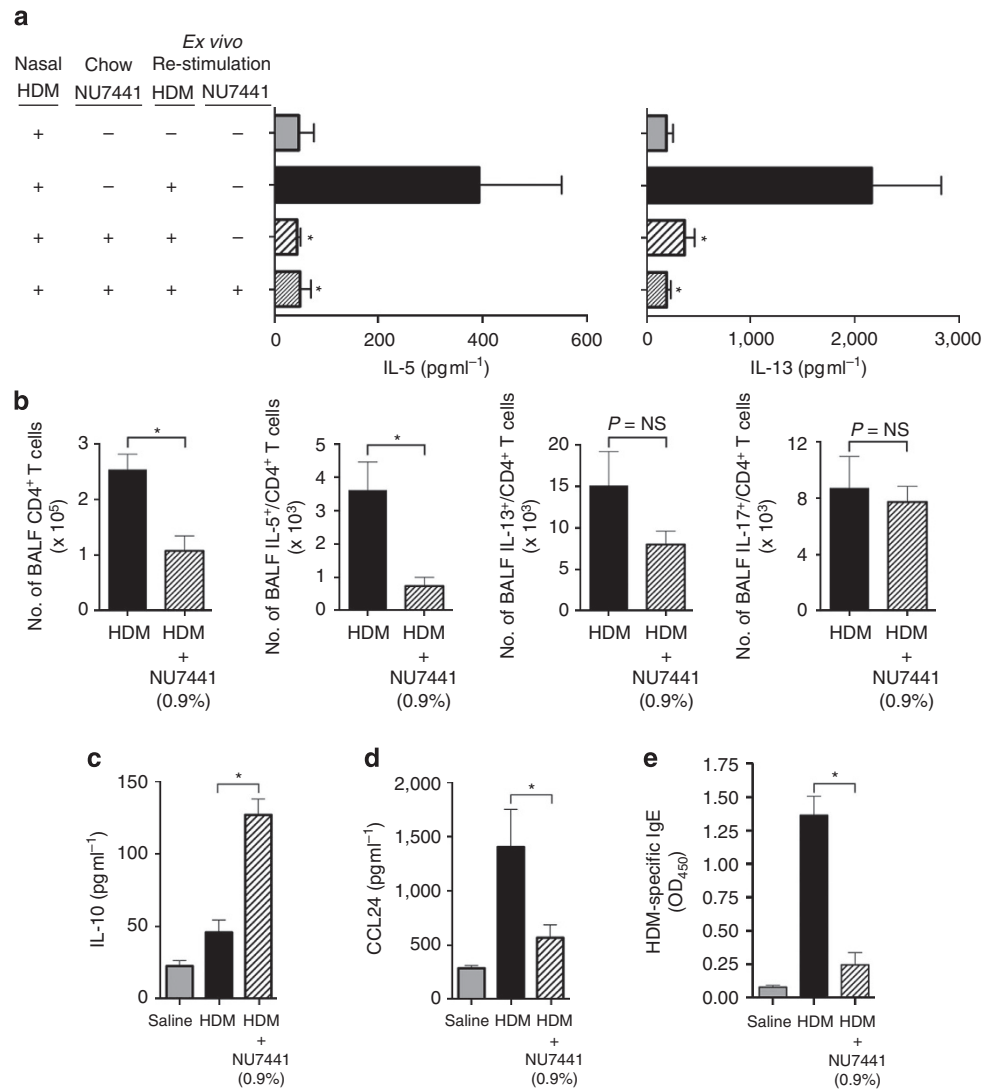 a
Ex vivo
Nasal Chow Re-stimulation
HDM NU7441 HDM NU7441
+ – – –
+ – + –
+ + + – * *
+ + + + * *
0 200 400 600 0 1,000 2,000 3,000
IL-5 (pg ml⁻¹) IL-13 (pg ml⁻¹)
b
No. of BALF CD4⁺ T cells
(x 10⁵)
3
2
1
0
*
HDM HDM
+
NU7441
(0.9%)
No. of BALF IL-5⁺/CD4⁺ T cells
(x 10³)
5
4
3
2
1
0
*
HDM HDM
+
NU7441
(0.9%)
No. of BALF IL-13⁺/CD4⁺ T cells
(x 10³)
20
15
10
5
0
P = NS
HDM HDM
+
NU7441
(0.9%)
No. of BALF IL-17⁺/CD4⁺ T cells
(x 10³)
12
8
4
0
P = NS
HDM HDM
+
NU7441
(0.9%)
c
IL-10 (pg ml⁻¹)
150
100
50
0
*
Saline HDM HDM
+
NU7441
(0.9%)
d
CCL24 (pg ml⁻¹)
2,000
1,500
1,000
500
0
*
Saline HDM HDM
+
NU7441
(0.9%)
e
HDM-specific IgE
(OD₄₅₀)
1.75
1.50
1.25
1.00
0.75
0.50
0.25
0.00
*
Saline HDM HDM
+
NU7441
(0.9%)